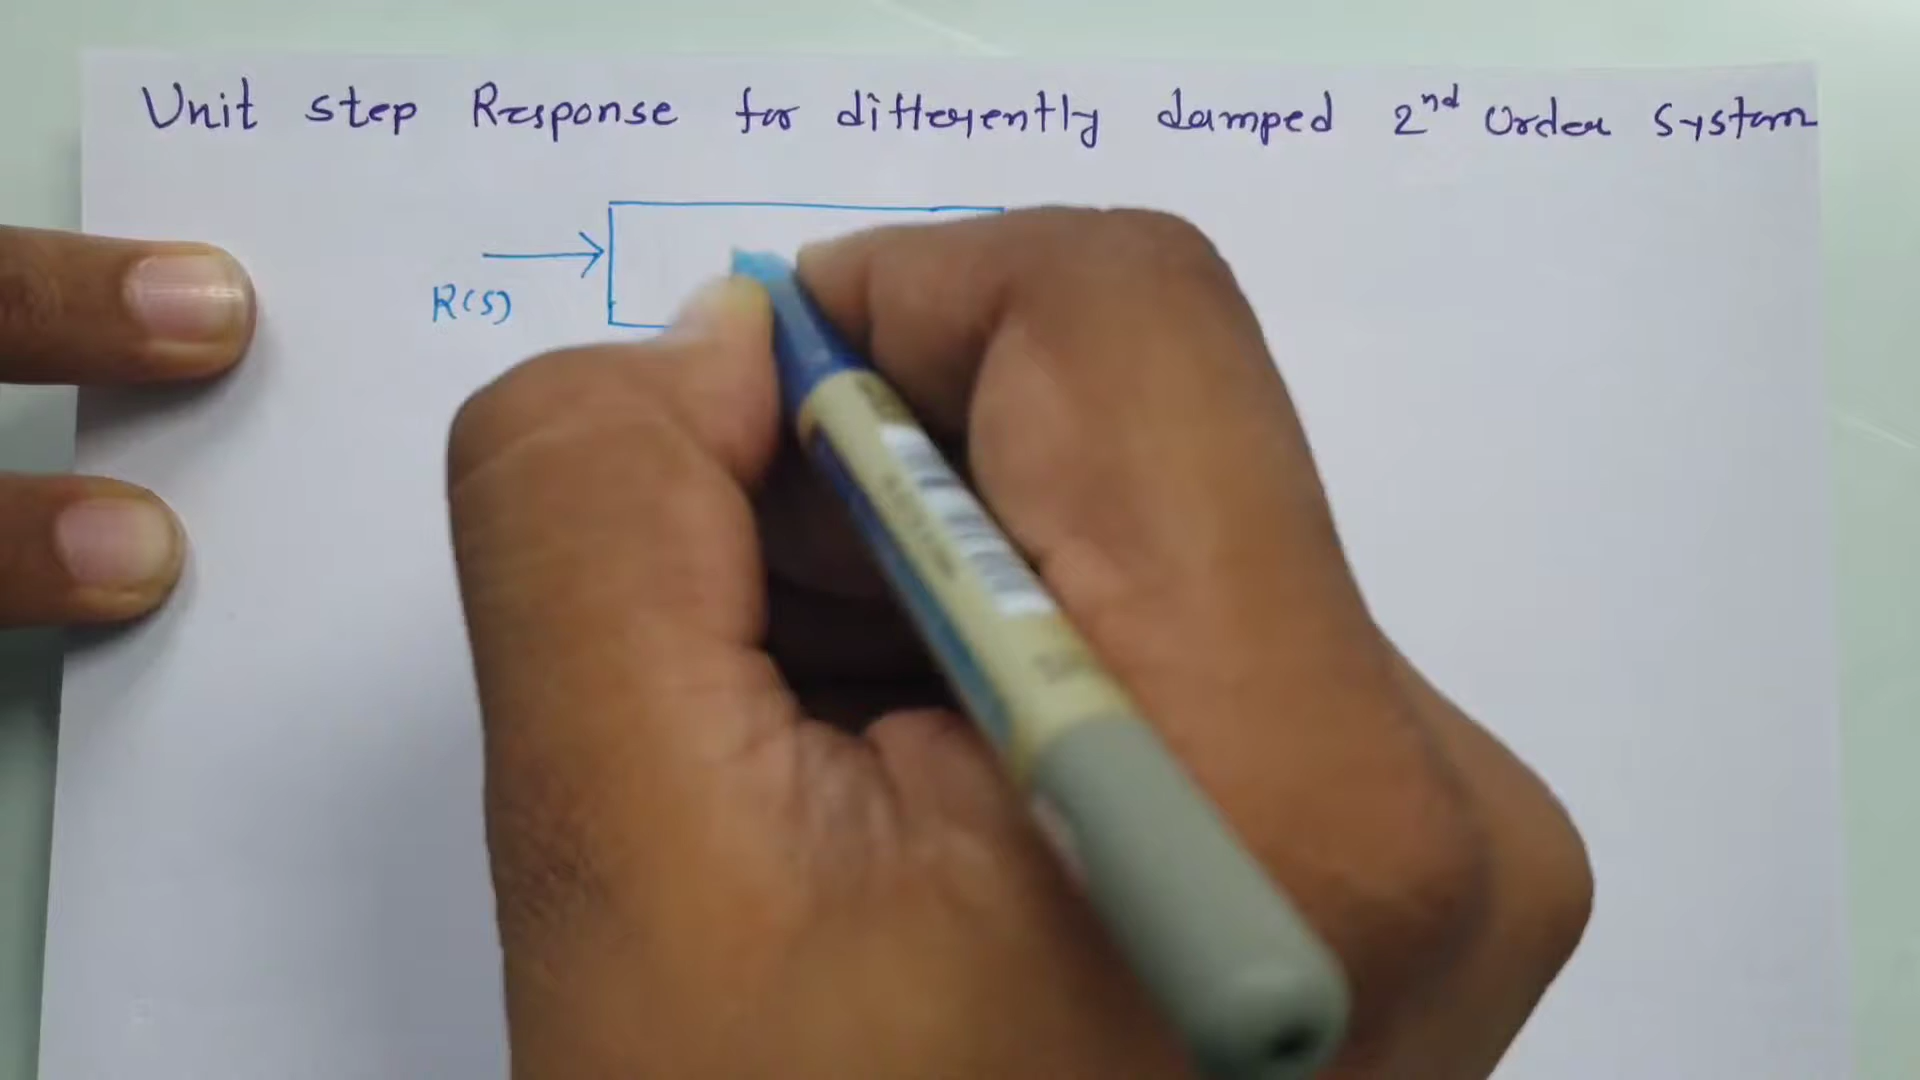 Unit step Response for differently damped 2nd order System
R(s)